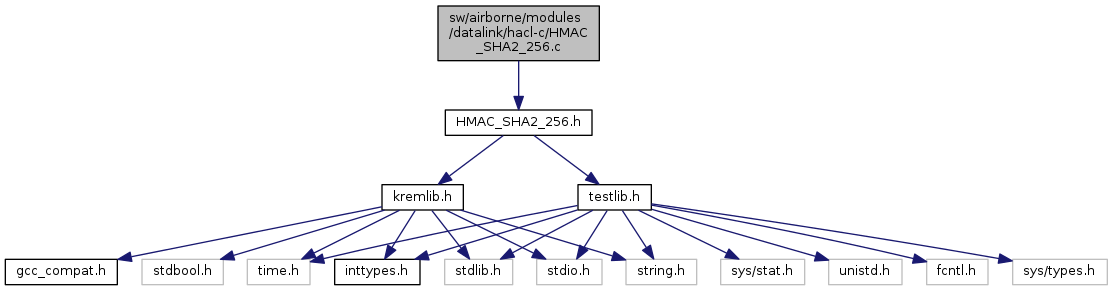 sw/airborne/modules
/datalink/hacl-c/HMAC
_SHA2_256.c
HMAC_SHA2_256.h
kremlib.h
testlib.h
gcc_compat.h
stdbool.h
time.h
inttypes.h
stdlib.h
stdio.h
string.h
sys/stat.h
unistd.h
fcntl.h
sys/types.h